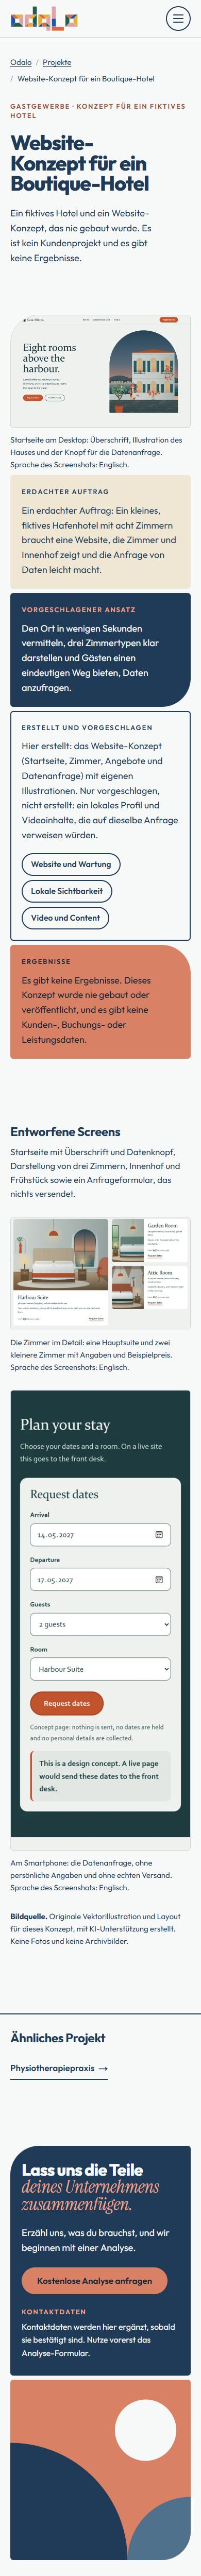 odalo
Odalo / Projekte
/ Website-Konzept für ein Boutique-Hotel
GASTGEWERBE · KONZEPT FÜR EIN FIKTIVES
HOTEL
Website-
Konzept für ein
Boutique-Hotel
Ein fiktives Hotel und ein Website-
Konzept, das nie gebaut wurde. Es
ist kein Kundenprojekt und es gibt
keine Ergebnisse.
Eight rooms
above the
harbour.
Startseite am Desktop: Überschrift, Illustration des
Hauses und der Knopf für die Datenanfrage.
Sprache des Screenshots: Englisch.
ERDACHTER AUFTRAG
Ein erdachter Auftrag: Ein kleines,
fiktives Hafenhotel mit acht Zimmern
braucht eine Website, die Zimmer und
Innenhof zeigt und die Anfrage von
Daten leicht macht.
VORGESCHLAGENER ANSATZ
Den Ort in wenigen Sekunden
vermitteln, drei Zimmertypen klar
darstellen und Gästen einen
eindeutigen Weg bieten, Daten
anzufragen.
ERSTELLT UND VORGESCHLAGEN
Hier erstellt: das Website-Konzept
(Startseite, Zimmer, Angebote und
Datenanfrage) mit eigenen
Illustrationen. Nur vorgeschlagen,
nicht erstellt: ein lokales Profil und
Videoinhalte, die auf dieselbe Anfrage
verweisen würden.
Website und Wartung
Lokale Sichtbarkeit
Video und Content
ERGEBNISSE
Es gibt keine Ergebnisse. Dieses
Konzept wurde nie gebaut oder
veröffentlicht, und es gibt keine
Kunden-, Buchungs- oder
Leistungsdaten.
Entworfene Screens
Startseite mit Überschrift und Datenknopf,
Darstellung von drei Zimmern, Innenhof und
Frühstück sowie ein Anfrageformular, das
nichts versendet.
Harbour Suite
Garden Room
Attic Room
Die Zimmer im Detail: eine Hauptsuite und zwei
kleinere Zimmer mit Angaben und Beispielpreis.
Sprache des Screenshots: Englisch.
Plan your stay
Choose your dates and a room. On a live site
this goes to the front desk.
Request dates
Arrival
14.05.2027
Departure
17.05.2027
Guests
2 guests
Room
Harbour Suite
Request dates
Concept page: nothing is sent, no dates are held
and no personal details are collected.
This is a design concept. A live page
would send these dates to the front
desk.
Am Smartphone: die Datenanfrage, ohne
persönliche Angaben und ohne echten Versand.
Sprache des Screenshots: Englisch.
Bildquelle. Originale Vektorillustration und Layout
für dieses Konzept, mit KI-Unterstützung erstellt.
Keine Fotos und keine Archivbilder.
Ähnliches Projekt
Physiotherapiepraxis →
Lass uns die Teile
deines Unternehmens
zusammenfügen.
Erzähl uns, was du brauchst, und wir
beginnen mit einer Analyse.
Kostenlose Analyse anfragen
KONTAKTDATEN
Kontaktdaten werden hier ergänzt, sobald
sie bestätigt sind. Nutze vorerst das
Analyse-Formular.